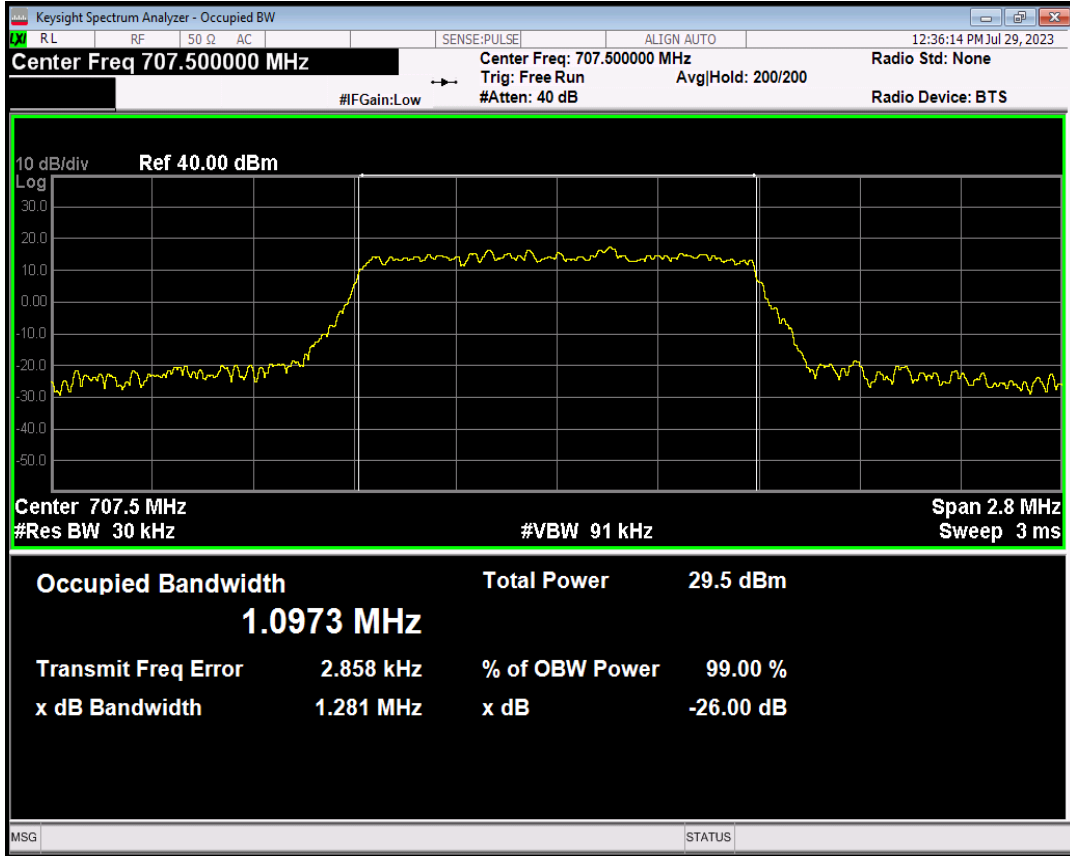 Keysight Spectrum Analyzer - Occupied BW
LXI RL RF 50 Ω AC SENSE:PULSE ALIGN AUTO 12:36:14 PM Jul 29, 2023
Center Freq 707.500000 MHz Center Freq: 707.500000 MHz Radio Std: None
Trig: Free Run Avg|Hold: 200/200
#IFGain:Low #Atten: 40 dB Radio Device: BTS
10 dB/div Ref 40.00 dBm
Log
30.0
20.0
10.0
0.00
-10.0
-20.0
-30.0
-40.0
-50.0
Center 707.5 MHz Span 2.8 MHz
#Res BW 30 kHz #VBW 91 kHz Sweep 3 ms
Occupied Bandwidth Total Power 29.5 dBm
1.0973 MHz
Transmit Freq Error 2.858 kHz % of OBW Power 99.00 %
x dB Bandwidth 1.281 MHz x dB -26.00 dB
MSG STATUS